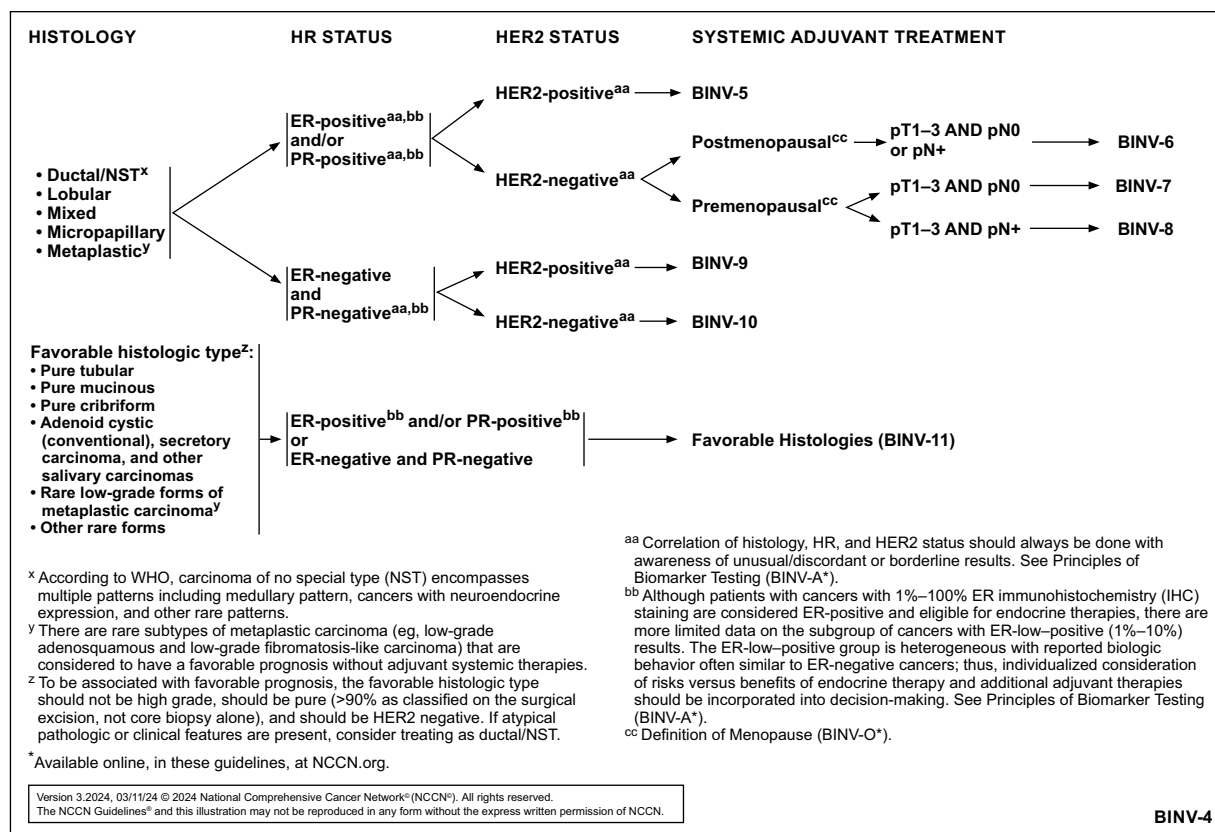 HISTOLOGY HR STATUS HER2 STATUS SYSTEMIC ADJUVANT TREATMENT
• Ductal/NSTx
• Lobular
• Mixed
• Micropapillary
• Metaplasticy
ER-positiveaa,bb
and/or
PR-positiveaa,bb
HER2-positiveaa
BINV-5
HER2-negativeaa
Postmenopausalcc
pT1–3 AND pN0
or pN+
BINV-6
Premenopausalcc
pT1–3 AND pN0
BINV-7
pT1–3 AND pN+
BINV-8
ER-negative
and
PR-negativeaa,bb
HER2-positiveaa
BINV-9
HER2-negativeaa
BINV-10
Favorable histologic typez:
• Pure tubular
• Pure mucinous
• Pure cribriform
• Adenoid cystic
(conventional), secretory
carcinoma, and other
salivary carcinomas
• Rare low-grade forms of
metaplastic carcinomay
• Other rare forms
ER-positivebb and/or PR-positivebb
or
ER-negative and PR-negative
Favorable Histologies (BINV-11)
x According to WHO, carcinoma of no special type (NST) encompasses
multiple patterns including medullary pattern, cancers with neuroendocrine
expression, and other rare patterns.
y There are rare subtypes of metaplastic carcinoma (eg, low-grade
adenosquamous and low-grade fibromatosis-like carcinoma) that are
considered to have a favorable prognosis without adjuvant systemic therapies.
z To be associated with favorable prognosis, the favorable histologic type
should not be high grade, should be pure (>90% as classified on the surgical
excision, not core biopsy alone), and should be HER2 negative. If atypical
pathologic or clinical features are present, consider treating as ductal/NST.
*Available online, in these guidelines, at NCCN.org.
aa Correlation of histology, HR, and HER2 status should always be done with
awareness of unusual/discordant or borderline results. See Principles of
Biomarker Testing (BINV-A*).
bb Although patients with cancers with 1%–100% ER immunohistochemistry (IHC)
staining are considered ER-positive and eligible for endocrine therapies, there are
more limited data on the subgroup of cancers with ER-low–positive (1%–10%)
results. The ER-low–positive group is heterogeneous with reported biologic
behavior often similar to ER-negative cancers; thus, individualized consideration
of risks versus benefits of endocrine therapy and additional adjuvant therapies
should be incorporated into decision-making. See Principles of Biomarker Testing
(BINV-A*).
cc Definition of Menopause (BINV-O*).
Version 3.2024, 03/11/24 © 2024 National Comprehensive Cancer Network© (NCCN©). All rights reserved.
The NCCN Guidelines® and this illustration may not be reproduced in any form without the express written permission of NCCN.
BINV-4